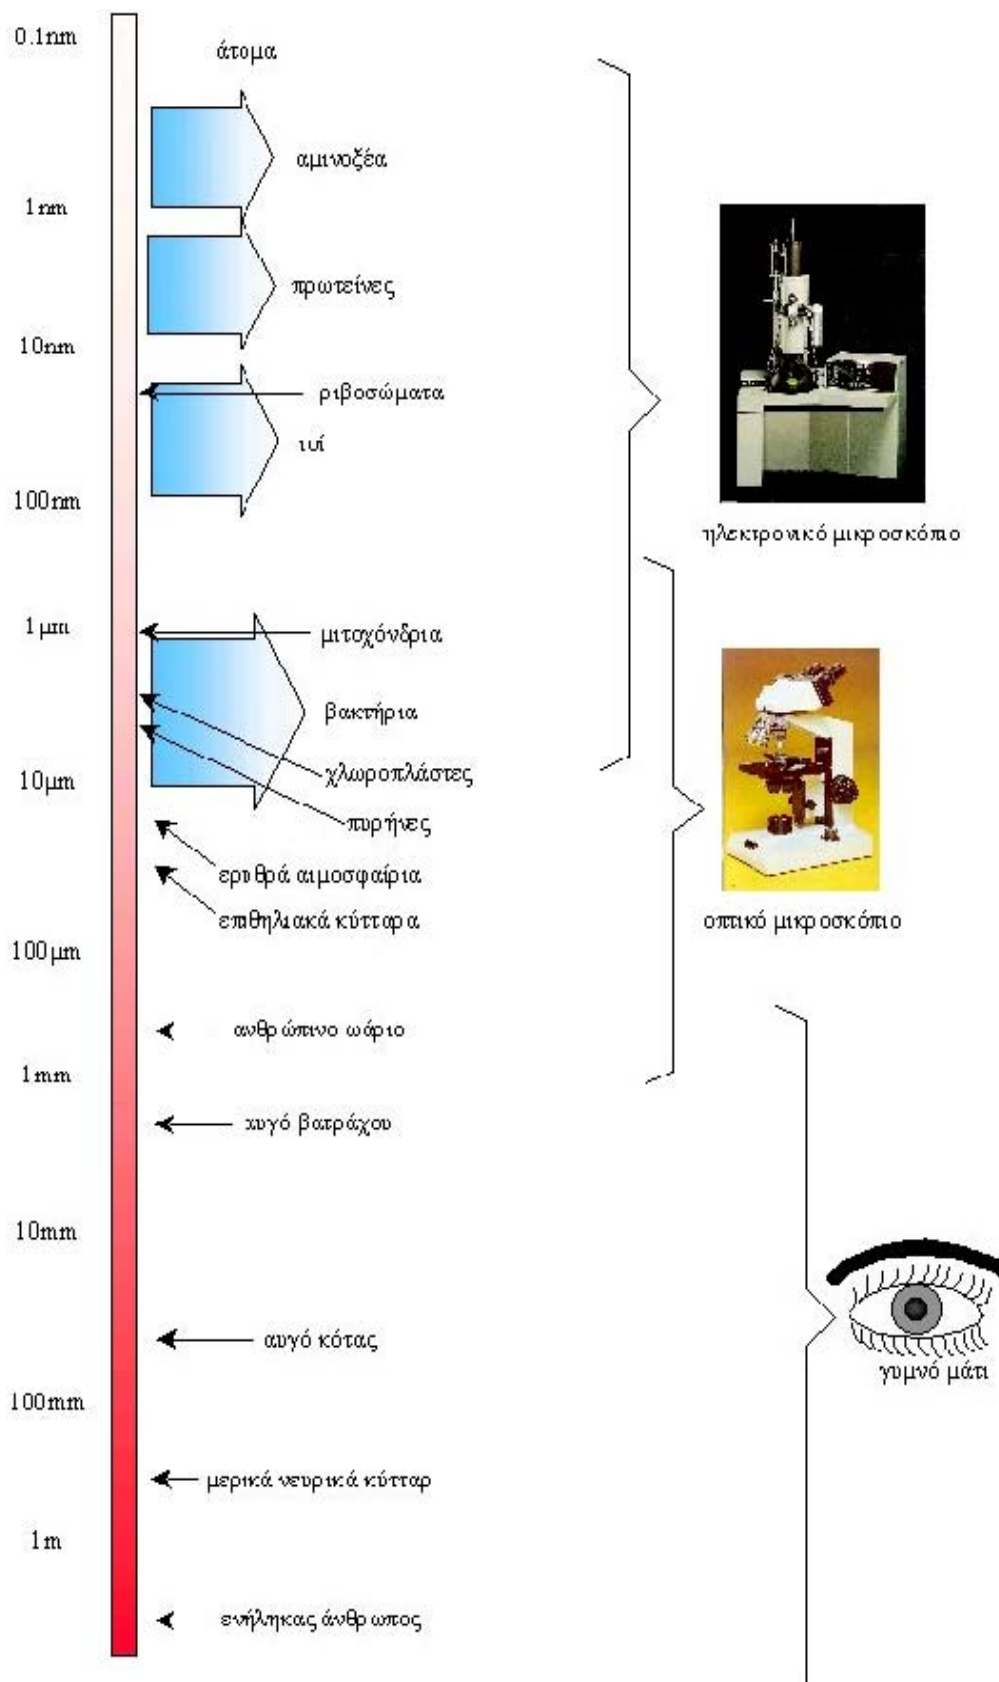 0.1nm
άτομα
αμινοξέα
1nm
πρωτείνες
10nm
ριβοσώματα
ιοί
100nm
ηλεκτρονικό μικροσκόπιο
1μm
μιτοχόνδρια
βακτήρια
χλωροπλάστες
10μm
πυρήνες
ερυθρά αιμοσφαίρια
επιθηλιακά κύτταρα
οπτικό μικροσκόπιο
100μm
ανθρώπινο ωάριο
1mm
αυγό βατράχου
10mm
αυγό κότας
γυμνό μάτι
100mm
μερικά νευρικά κύτταρ
1m
ενήληκας άνθρωπος